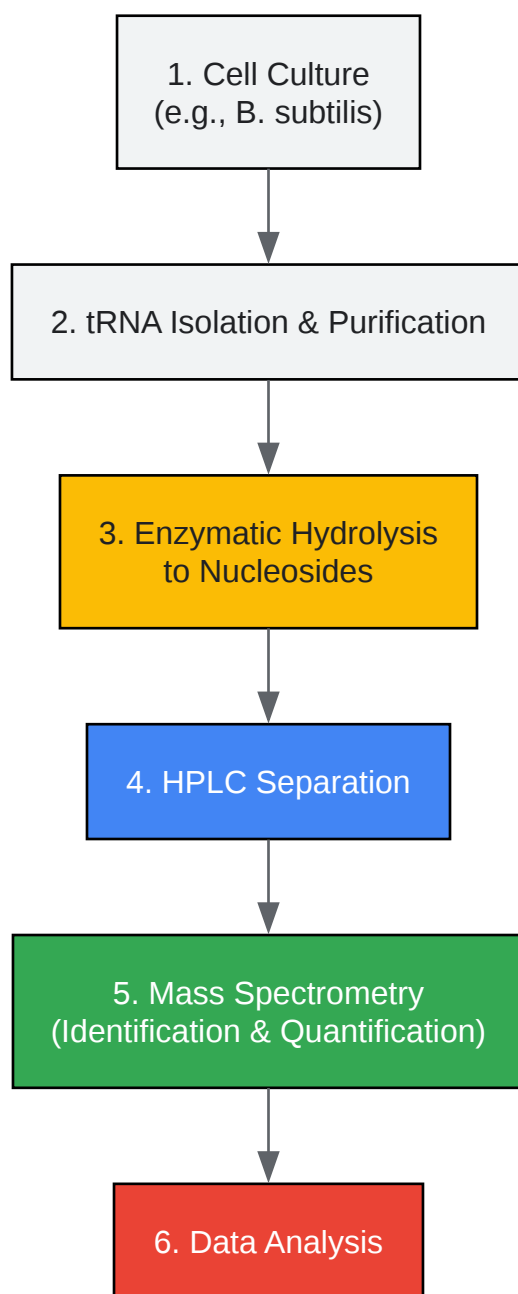 1. Cell Culture
(e.g., B. subtilis)
2. tRNA Isolation & Purification
3. Enzymatic Hydrolysis
to Nucleosides
4. HPLC Separation
5. Mass Spectrometry
(Identification & Quantification)
6. Data Analysis